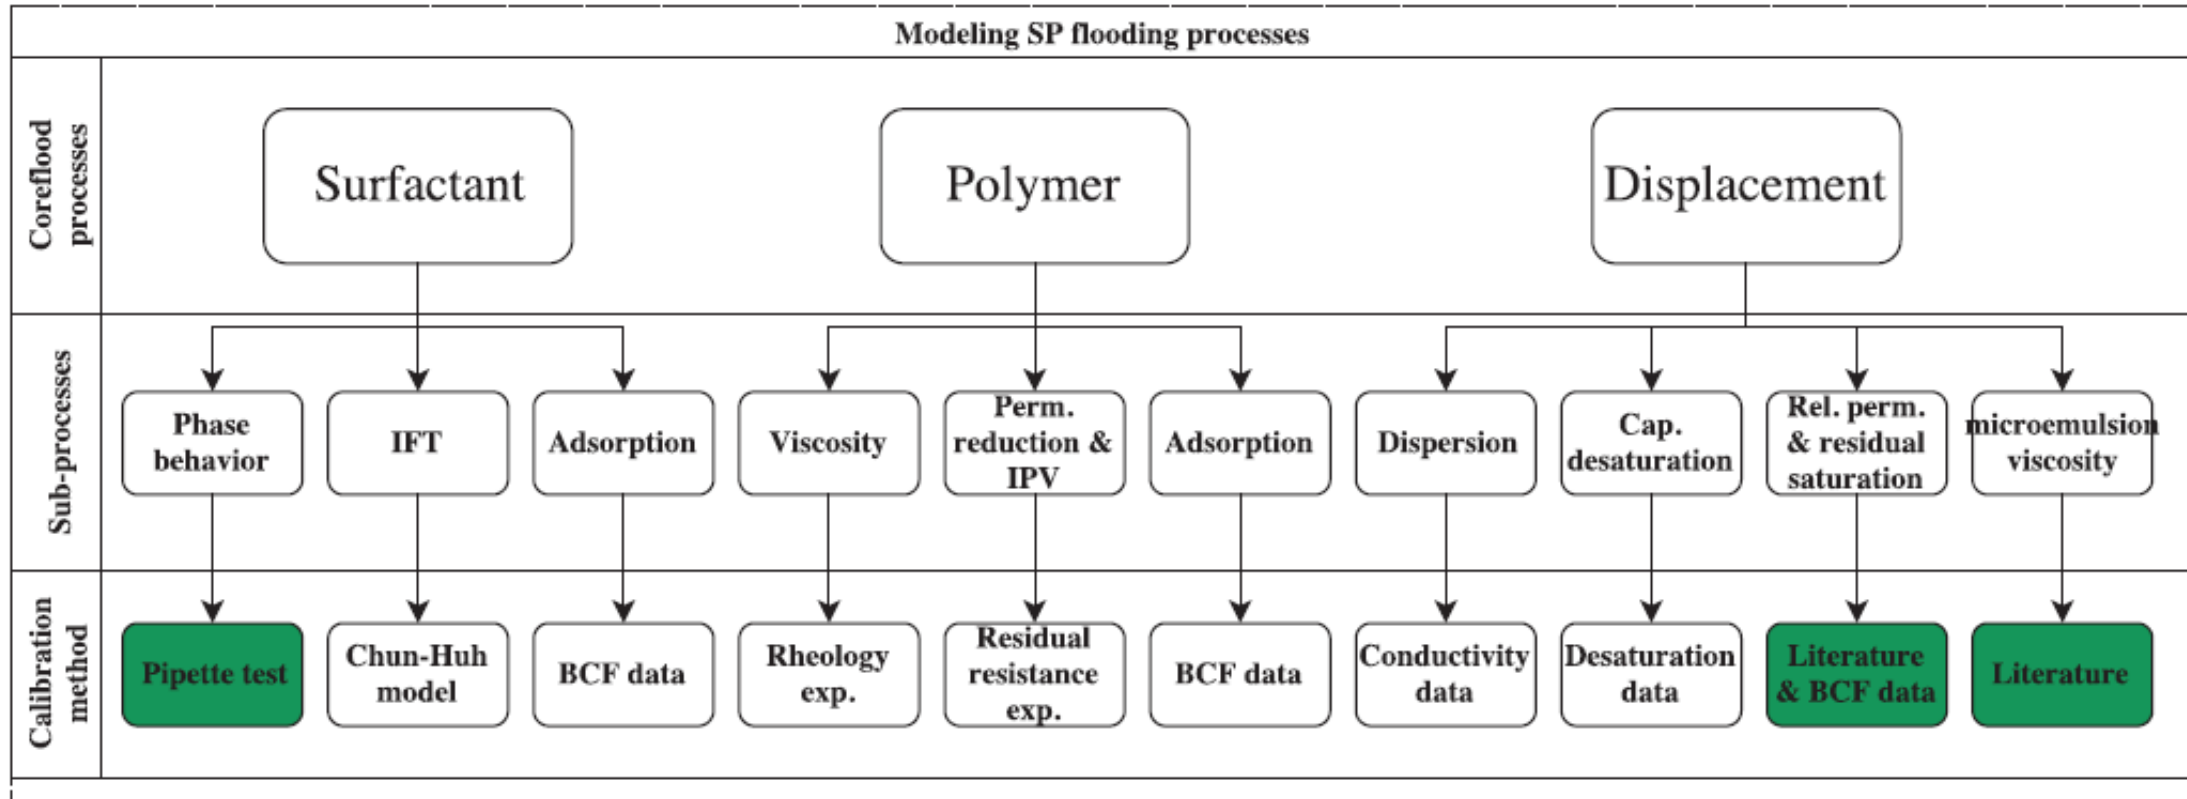 Modeling SP flooding processes
Coreflood
processes
Surfactant
Polymer
Displacement
Sub-processes
Phase
behavior
IFT
Adsorption
Viscosity
Perm.
reduction &
IPV
Adsorption
Dispersion
Cap.
desaturation
Rel. perm.
& residual
saturation
microemulsion
viscosity
Calibration
method
Pipette test
Chun-Huh
model
BCF data
Rheology
exp.
Residual
resistance
exp.
BCF data
Conductivity
data
Desaturation
data
Literature
& BCF data
Literature